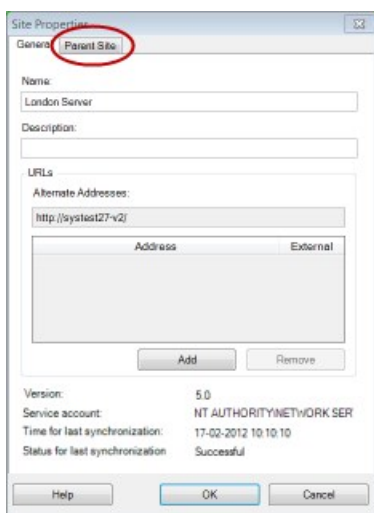 Site Properties
General Parent Site
Name:
London Server
Description:
URLs
Alternate Addresses:
http://systest27-v2/
Address External
Add Remove
Version: 5.0
Service account: NT AUTHORITY\NETWORK SER
Time for last synchronization: 17-02-2012 10:10:10
Status for last synchronization Successful
Help OK Cancel